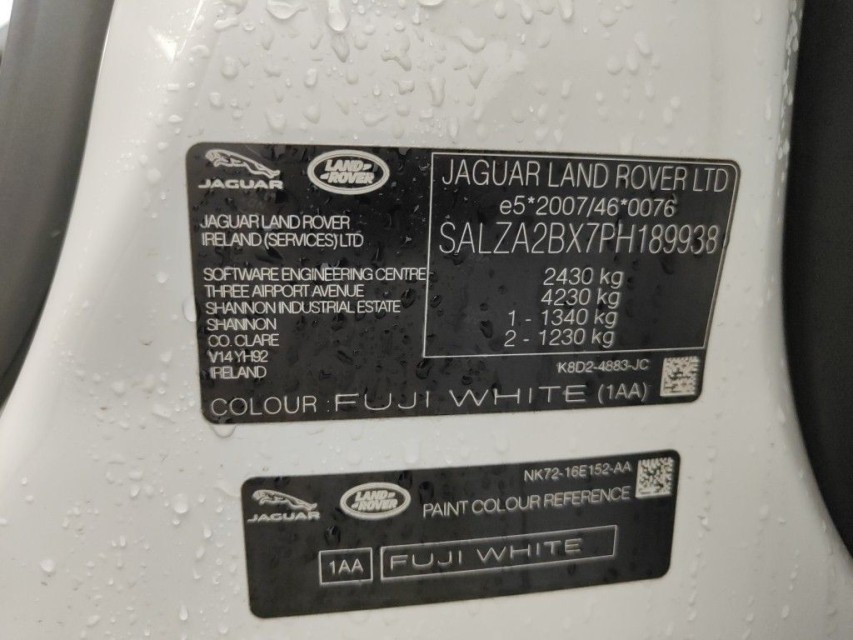 JAGUAR
LAND ROVER
JAGUAR LAND ROVER
IRELAND (SERVICES) LTD
SOFTWARE ENGINEERING CENTRE
THREE AIRPORT AVENUE
SHANNON INDUSTRIAL ESTATE
SHANNON
CO. CLARE
V14 YH92
IRELAND
JAGUAR LAND ROVER LTD
e5*2007/46*0076
SALZA2BX7PH189938
2430 kg
4230 kg
1 - 1340 kg
2 - 1230 kg
K8D2-4883-JC
COLOUR : FUJI WHITE (1AA)
NK72-16E152-AA
JAGUAR
LAND ROVER
PAINT COLOUR REFERENCE
1AA FUJI WHITE